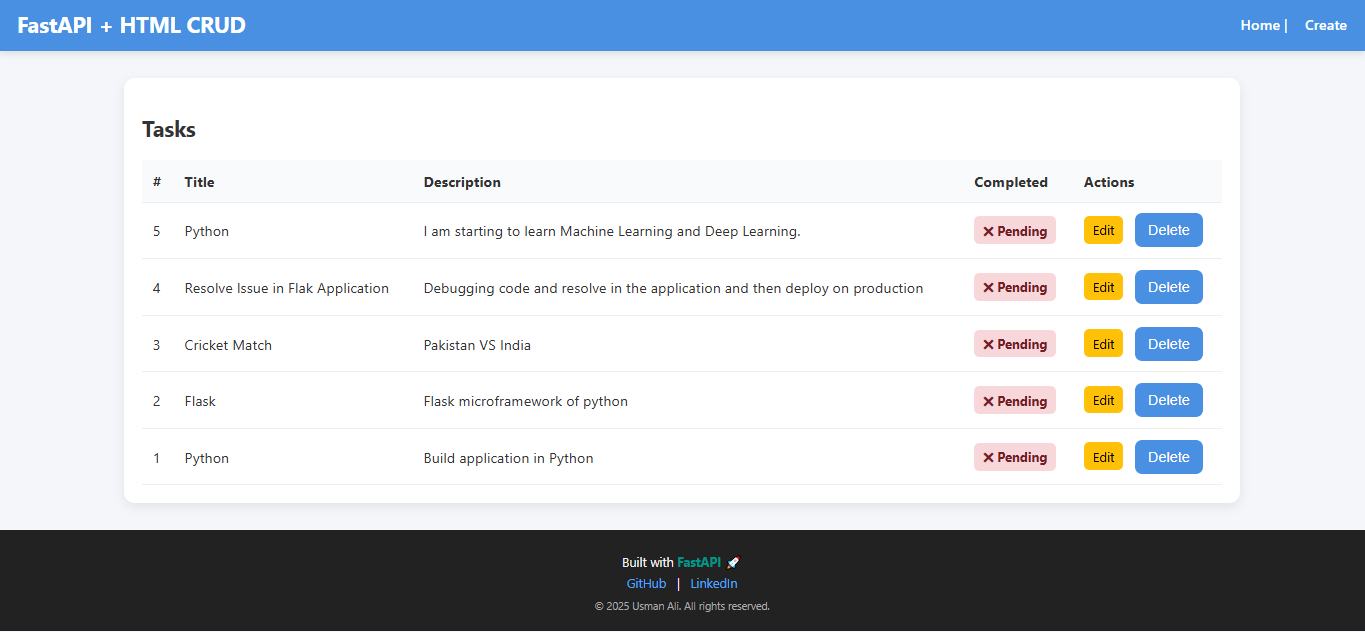 FastAPI + HTML CRUD Home | Create
Tasks
# Title Description Completed Actions
5 Python I am starting to learn Machine Learning and Deep Learning. ❌ Pending Edit Delete
4 Resolve Issue in Flak Application Debugging code and resolve in the application and then deploy on production ❌ Pending Edit Delete
3 Cricket Match Pakistan VS India ❌ Pending Edit Delete
2 Flask Flask microframework of python ❌ Pending Edit Delete
1 Python Build application in Python ❌ Pending Edit Delete
Built with FastAPI 🚀
GitHub | LinkedIn
© 2025 Usman Ali. All rights reserved.